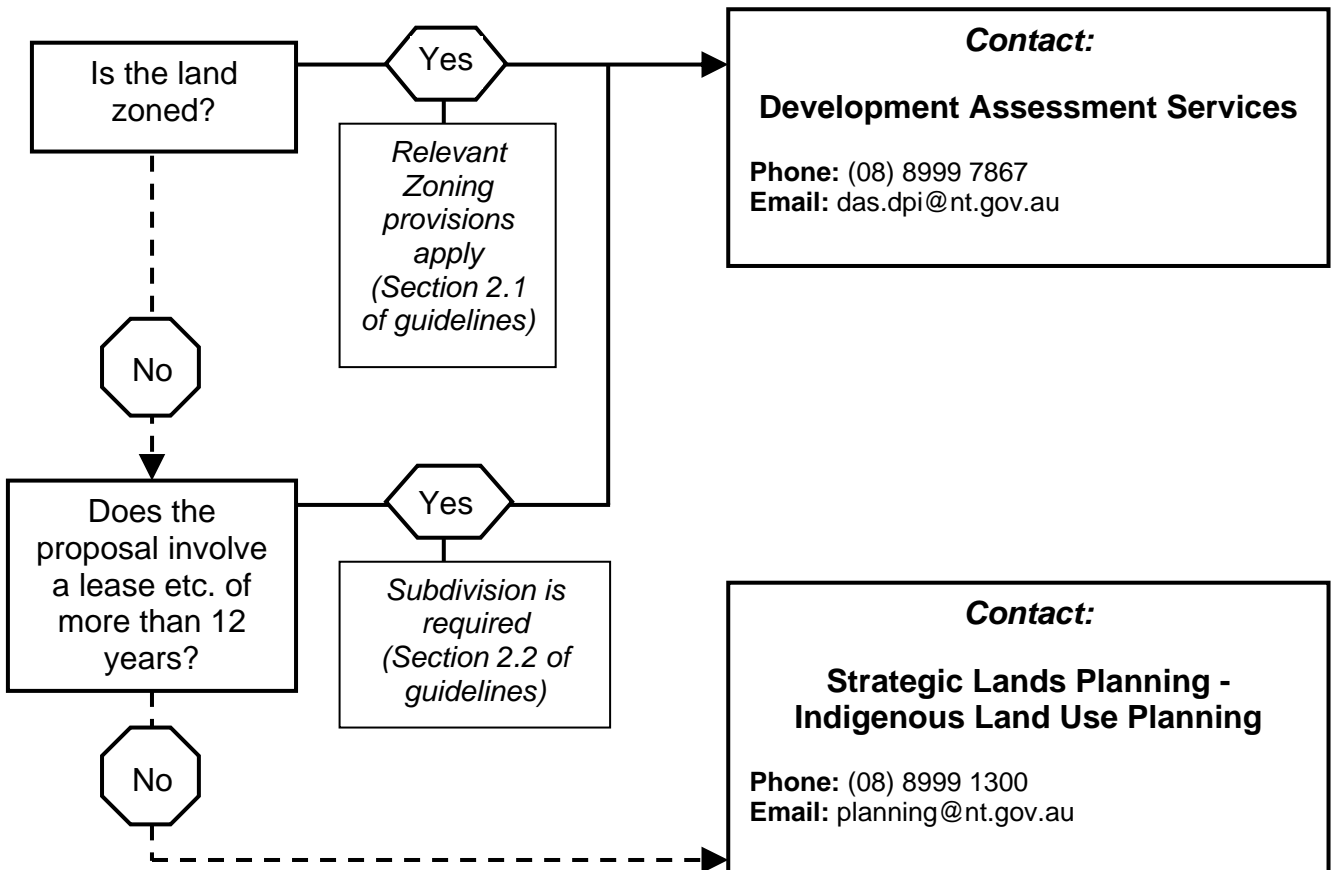 Is the land
zoned?
Yes
Relevant
Zoning
provisions
apply
(Section 2.1
of guidelines)
Contact:
Development Assessment Services
Phone: (08) 8999 7867
Email: das.dpi@nt.gov.au
No
Does the
proposal involve
a lease etc. of
more than 12
years?
Yes
Subdivision is
required
(Section 2.2 of
guidelines)
No
Contact:
Strategic Lands Planning -
Indigenous Land Use Planning
Phone: (08) 8999 1300
Email: planning@nt.gov.au